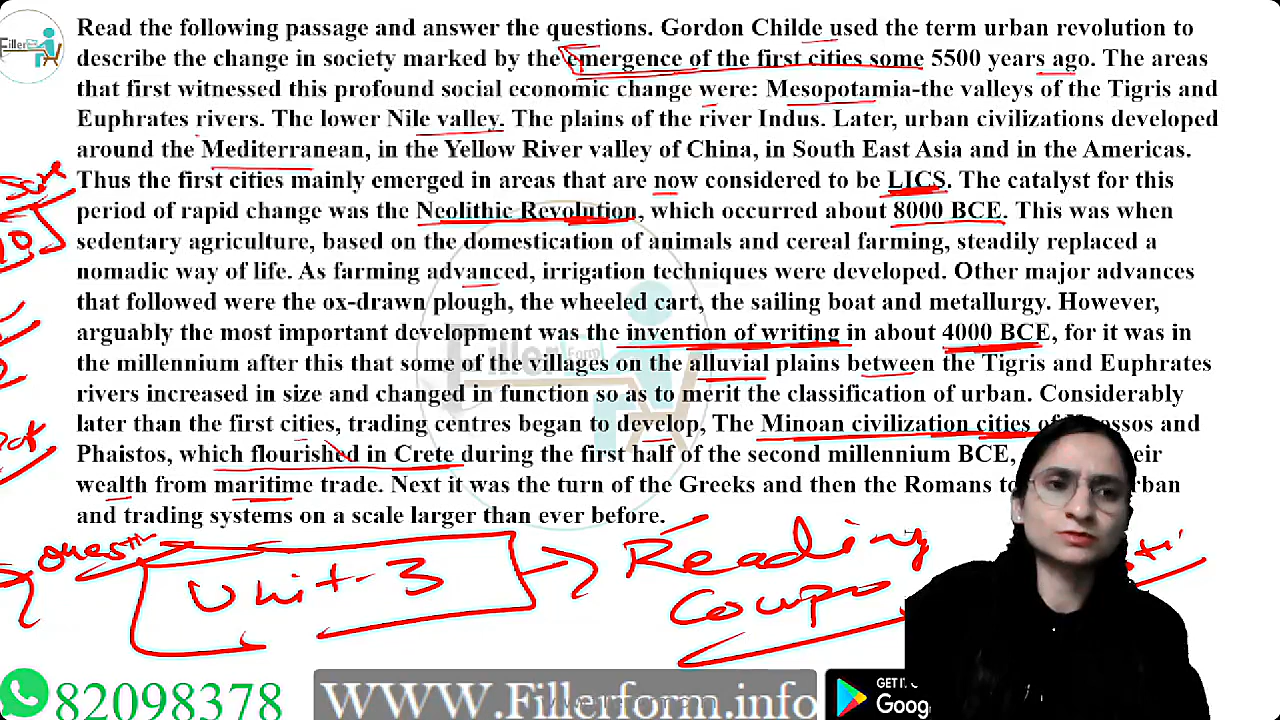 Read the following passage and answer the questions. Gordon Childe used the term urban revolution to
describe the change in society marked by the emergence of the first cities some 5500 years ago. The areas
that first witnessed this profound social economic change were: Mesopotamia-the valleys of the Tigris and
Euphrates rivers. The lower Nile valley. The plains of the river Indus. Later, urban civilizations developed
around the Mediterranean, in the Yellow River valley of China, in South East Asia and in the Americas.
Thus the first cities mainly emerged in areas that are now considered to be LICS. The catalyst for this
period of rapid change was the Neolithic Revolution, which occurred about 8000 BCE. This was when
sedentary agriculture, based on the domestication of animals and cereal farming, steadily replaced a
nomadic way of life. As farming advanced, irrigation techniques were developed. Other major advances
that followed were the ox-drawn plough, the wheeled cart, the sailing boat and metallurgy. However,
arguably the most important development was the invention of writing in about 4000 BCE, for it was in
the millennium after this that some of the villages on the alluvial plains between the Tigris and Euphrates
rivers increased in size and changed in function so as to merit the classification of urban. Considerably
later than the first cities, trading centres began to develop, The Minoan civilization cities of and
Phaistos, which flourished in Crete during the first half of the second millennium BCE,
wealth from maritime trade. Next it was the turn of the Greeks and then the Romans
and trading systems on a scale larger than ever before.
Unit-3 Reading
82098378
WWW.Fillerform.info
GET IT
Goog